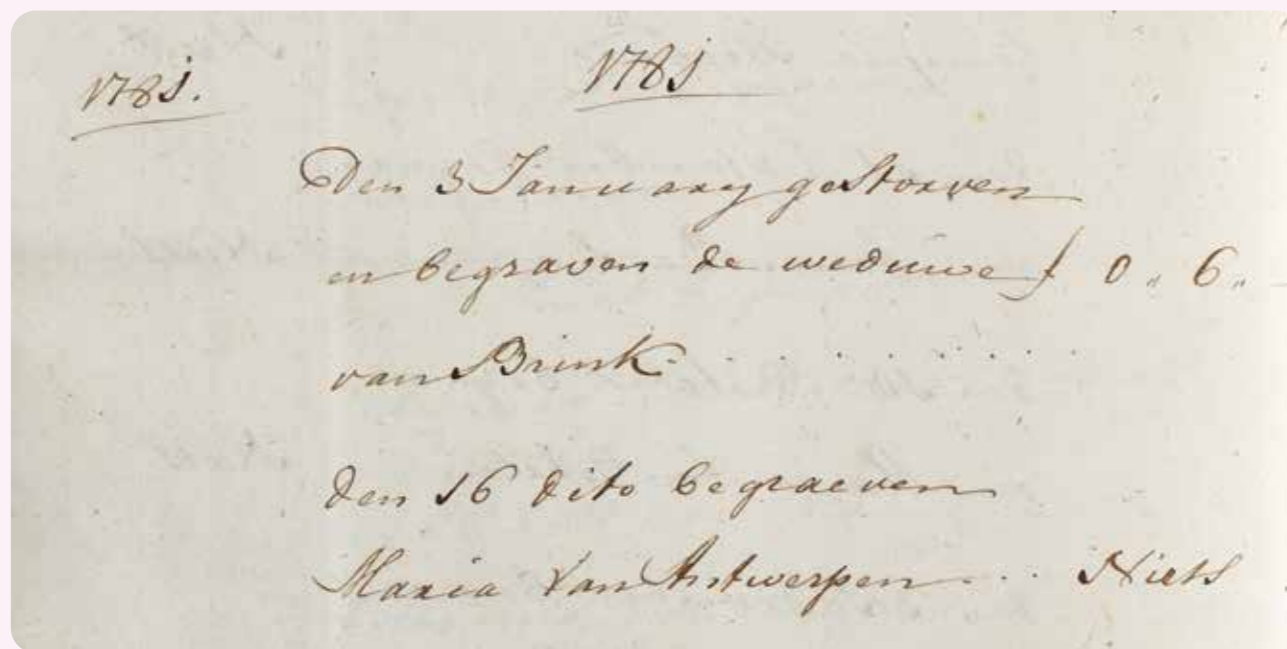 1781. 1781
Den 3 January gestorven
en begraven de weduwe f 0 „ 6 „
van Brink . . . . . . . . .
den 16 dito begraeven
Maria Van Antwerpen . . . Niets